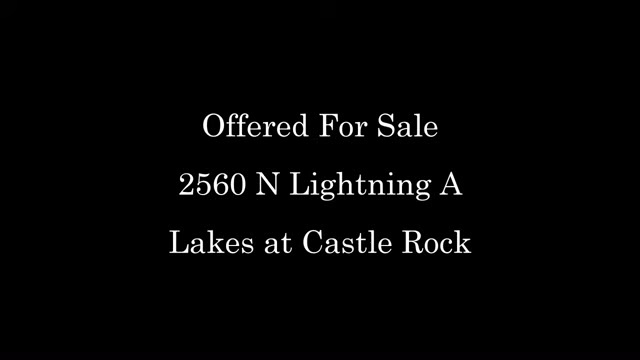 Offered For Sale
2560 N Lightning A
Lakes at Castle Rock